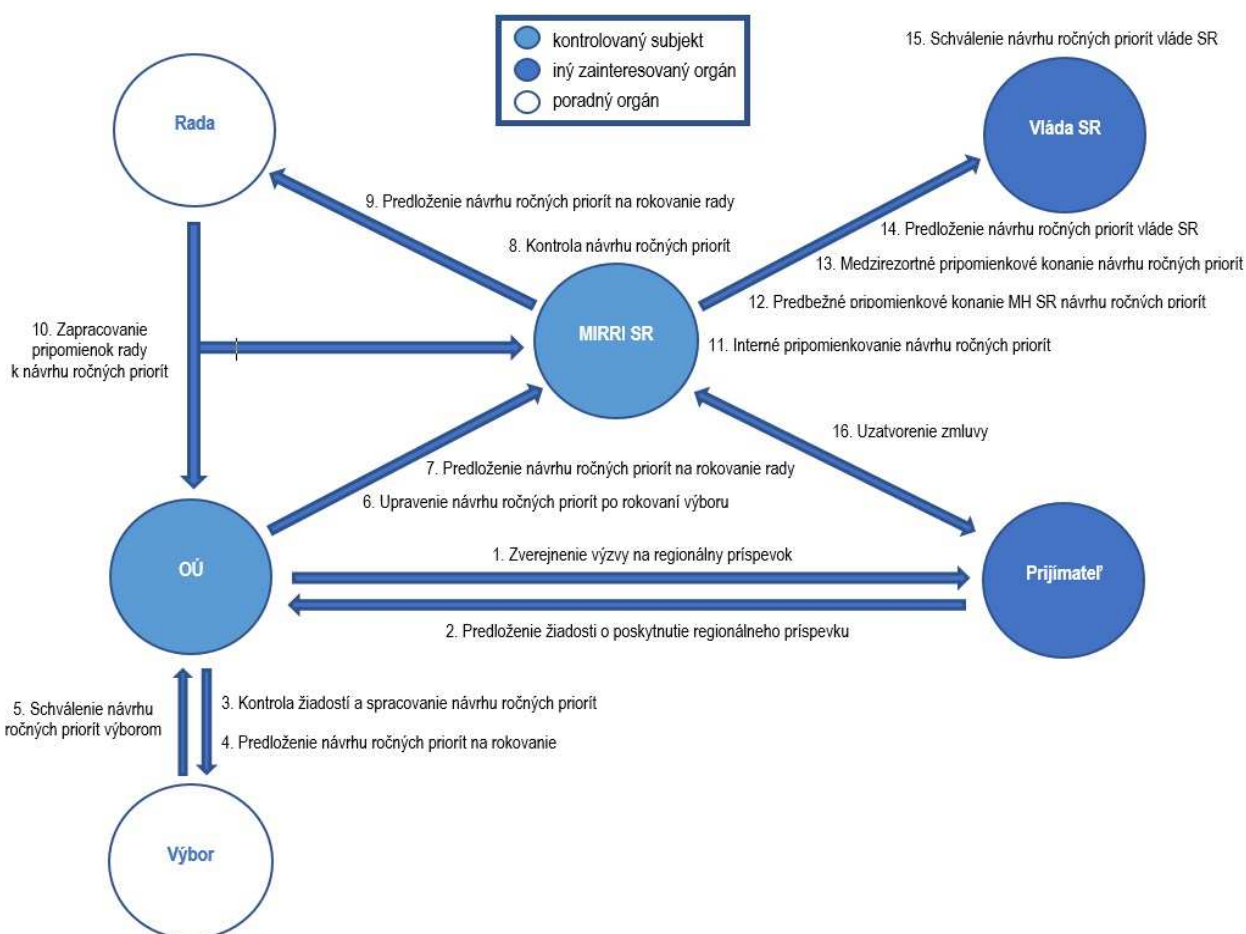 kontrolovaný subjekt
iný zainteresovaný orgán
poradný orgán
15. Schválenie návrhu ročných priorít vláde SR
Rada
Vláda SR
9. Predloženie návrhu ročných priorít na rokovanie rady
14. Predloženie návrhu ročných priorít vláde SR
8. Kontrola návrhu ročných priorít
13. Medzirezortné pripomienkové konanie návrhu ročných priorít
12. Predbežné pripomienkové konanie MH SR návrhu ročných priorít
10. Zapracovanie
pripomienok rady
k návrhu ročných priorít
MIRRI SR
11. Interné pripomienkovanie návrhu ročných priorít
16. Uzatvorenie zmluvy
7. Predloženie návrhu ročných priorít na rokovanie rady
6. Upravenie návrhu ročných priorít po rokovaní výboru
1. Zverejnenie výzvy na regionálny príspevok
OÚ
Prijímateľ
2. Predloženie žiadosti o poskytnutie regionálneho príspevku
5. Schválenie návrhu
ročných priorít výborom
3. Kontrola žiadostí a spracovanie návrhu ročných priorít
4. Predloženie návrhu ročných priorít na rokovanie
Výbor